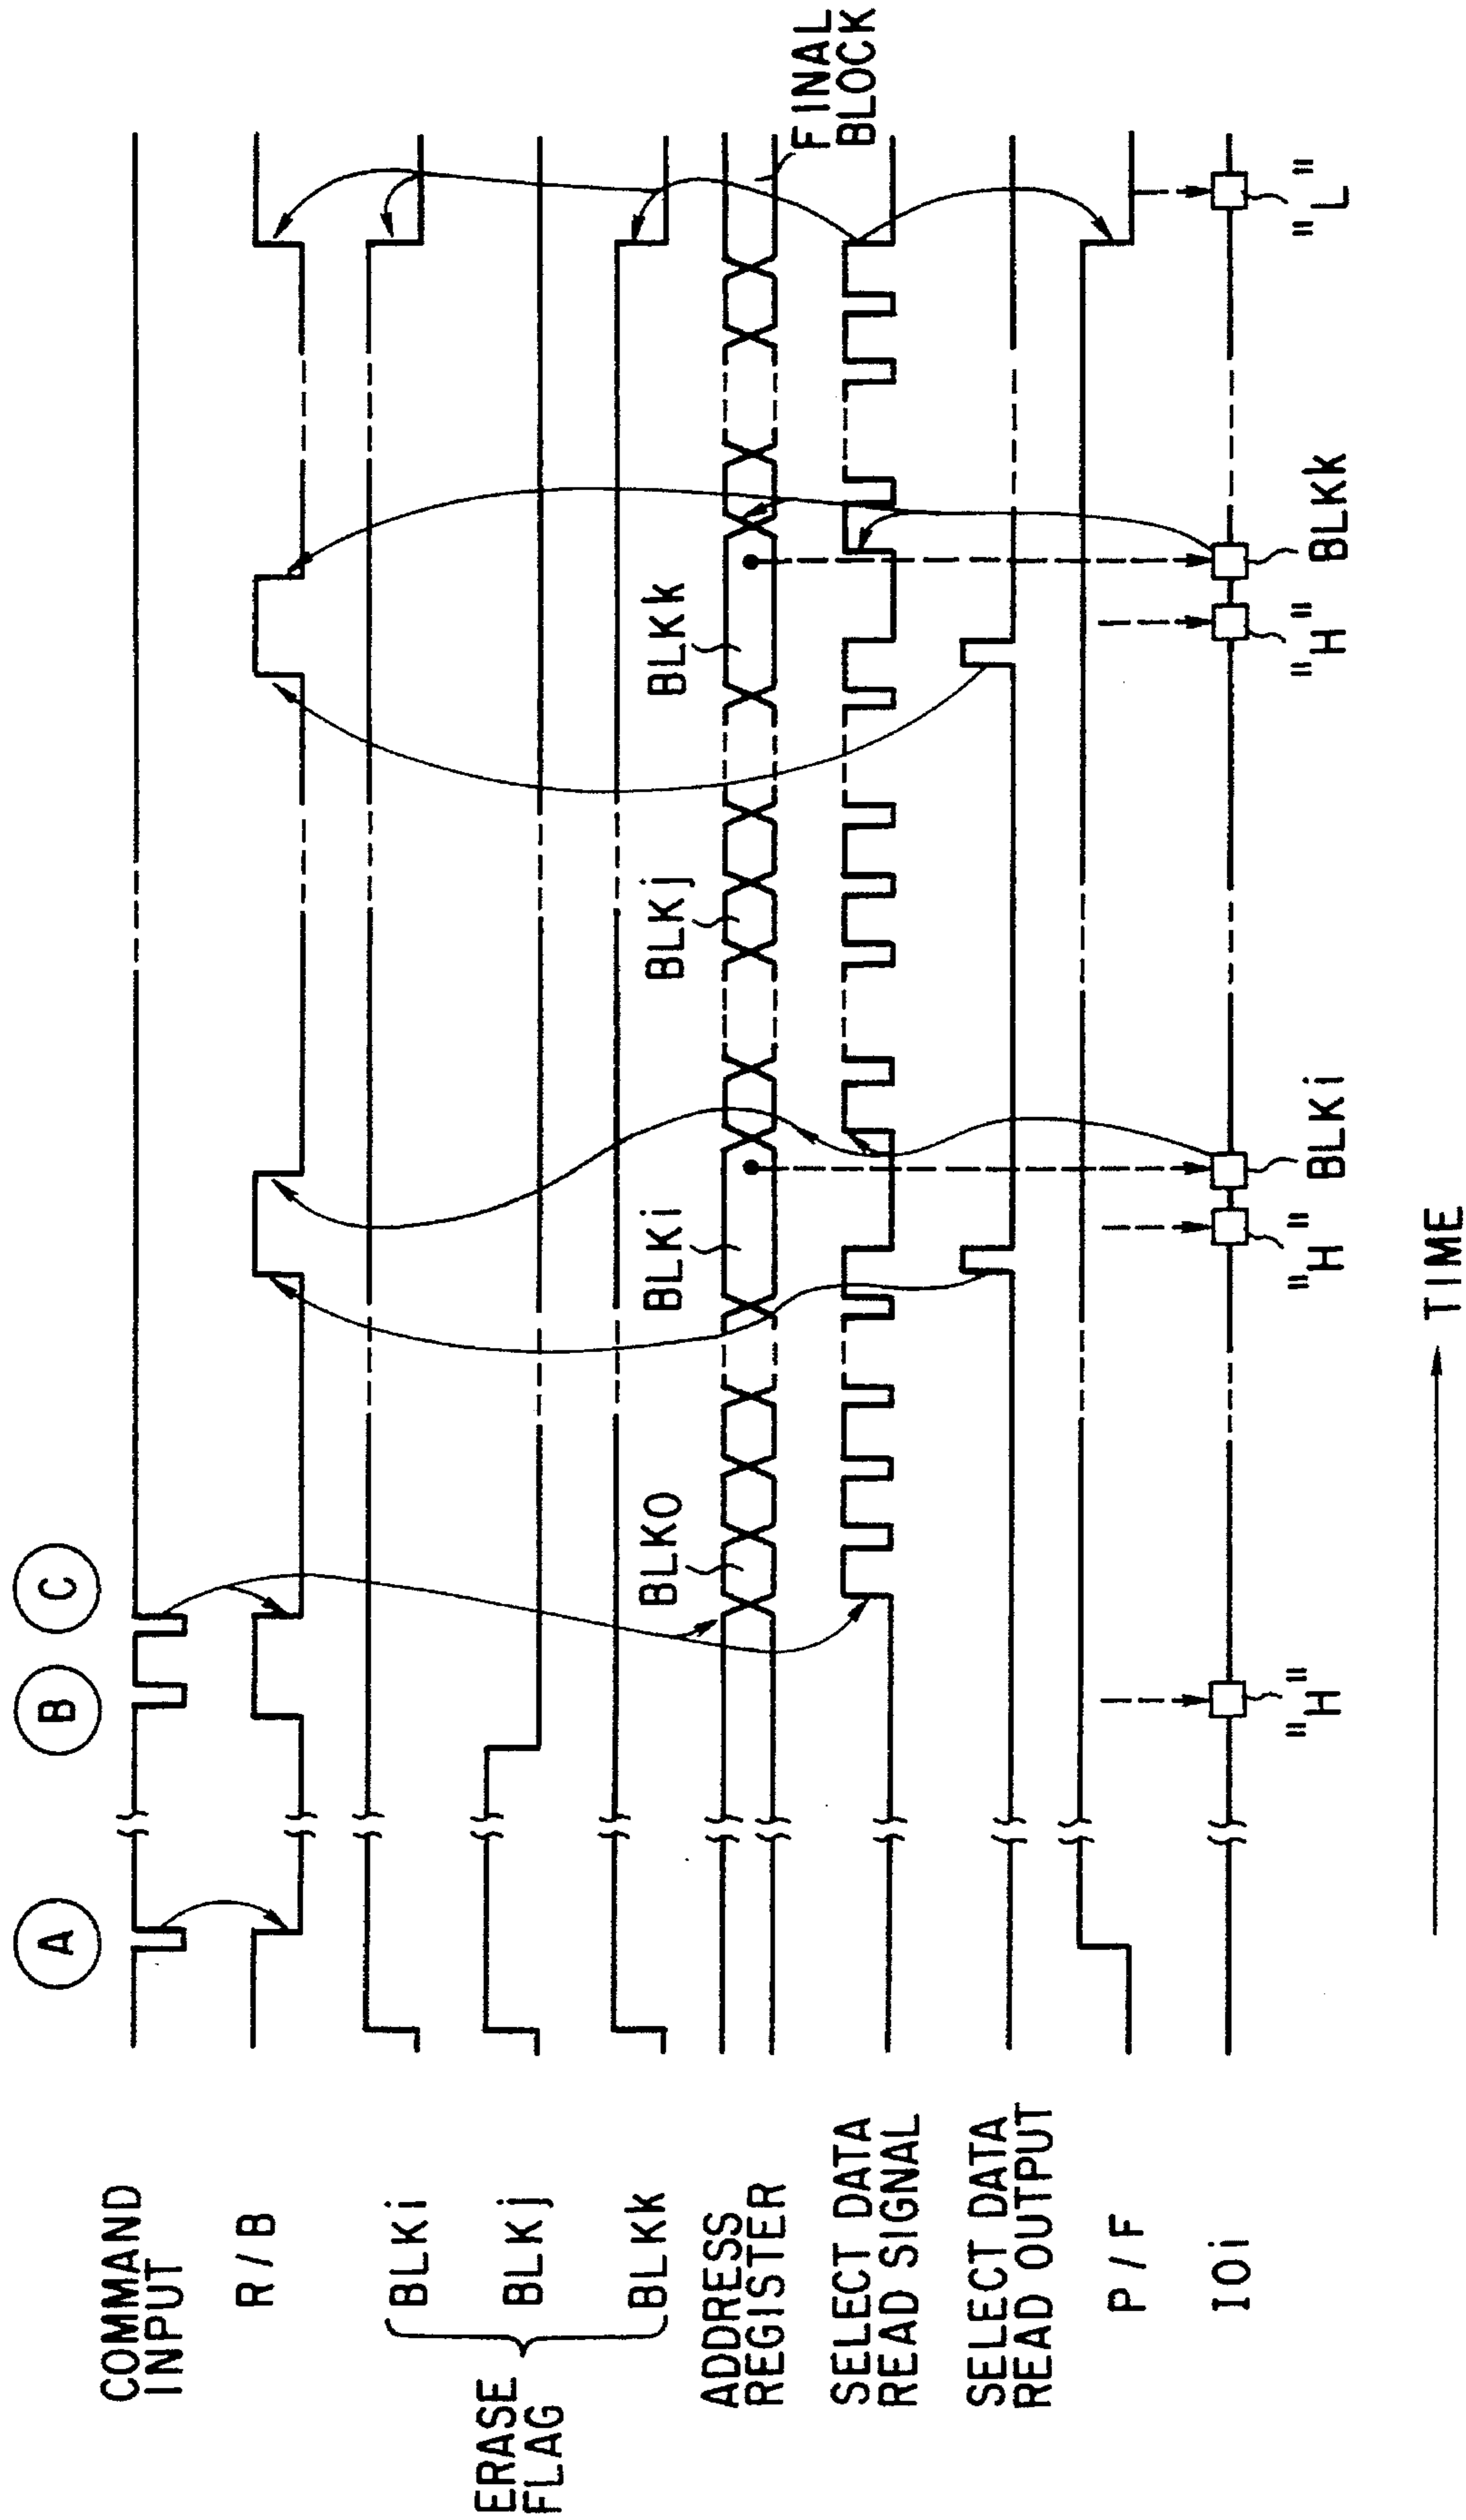 A
B
C
COMMAND
INPUT
R/B
ERASE
FLAG
BLKi
BLKj
BLKk
ADDRESS
REGISTER
BLK0
BLKi
BLKj
BLKk
FINAL
BLOCK
SELECT DATA
READ SIGNAL
SELECT DATA
READ OUTPUT
P/F
IOi
"H"
"H"
BLKi
"H"
BLKk
"L"
TIME